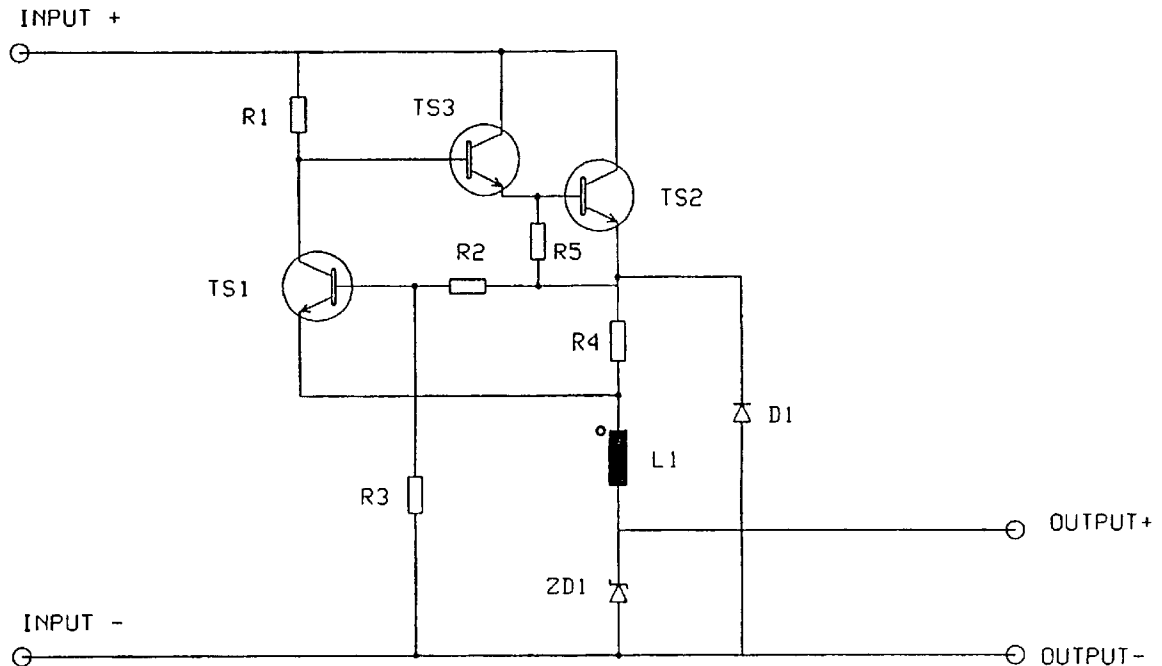 INPUT +
R1
TS3
TS2
R2
R5
TS1
R4
D1
L1
R3
OUTPUT+
ZD1
INPUT -
OUTPUT-